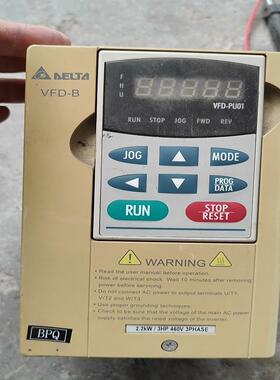 DELTA
VFD-B
F
H
U
VFD-PU01
RUN STOP JOG FWD REV
JOG
MODE
PROG
DATA
RUN
STOP
RESET
WARNING
• Read the user manual before operation.
• Risk of electrical shock. Wait 10 minutes after removing
power before servicing.
• Do not connect AC power to output terminals U/T1,
V/T2 and W/T3.
• Use proper grounding techniques.
• Check to be sure that the voltage of the main AC power
supply satisfies the rated voltage of the inverter.
BPQ
2.2kW / 3HP 460V 3PHASE